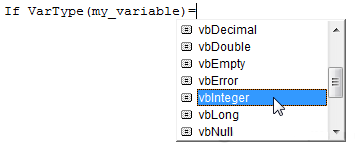 If VarType(my_variable)=
vbDecimal
vbDouble
vbEmpty
vbError
vbInteger
vbLong
vbNull